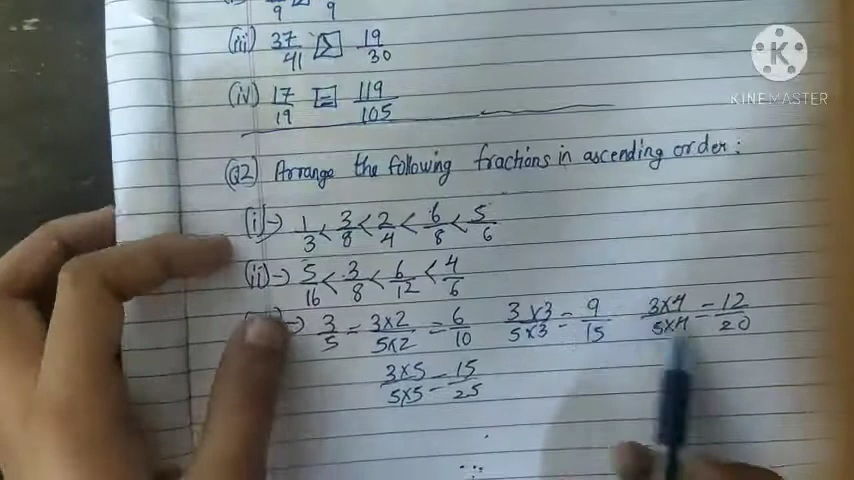 9 9
(iii) 37/41 > 19/30
(iv) 17/19 = 119/105
Q2) Arrange the following fractions in ascending order:
(i) → 1/3 < 3/8 < 2/4 < 6/8 < 5/6
(ii) → 5/16 < 3/8 < 6/12 < 4/6
→ 3/5 = 3×2/5×2 = 6/10 3×3/5×3 = 9/15 3×4/5×4 = 12/20
3×5/5×5 = 15/25
K
KINEMASTER